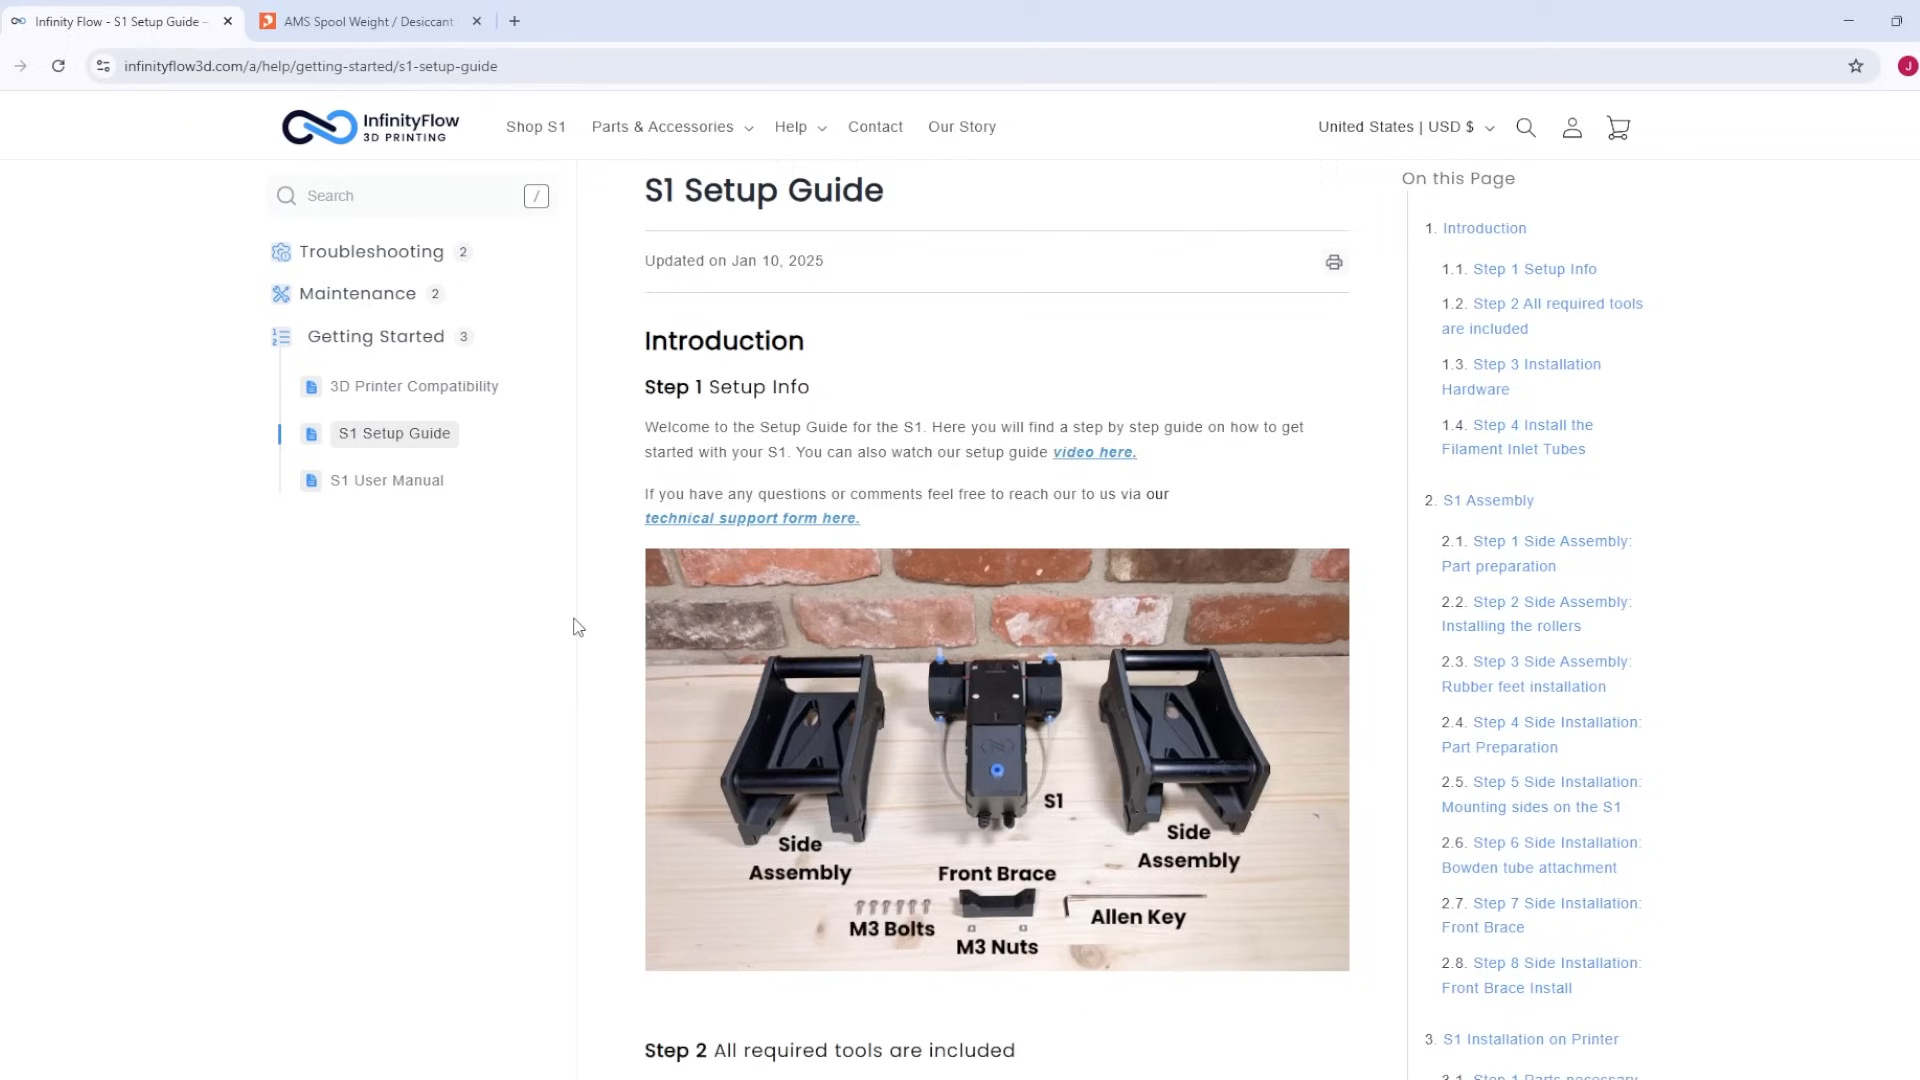 Infinity Flow - S1 Setup Guide -
AMS Spool Weight / Desiccant
infinityflow3d.com/a/help/getting-started/s1-setup-guide
J
InfinityFlow
3D PRINTING
Shop S1
Parts & Accessories
Help
Contact
Our Story
United States | USD $
Search
/
Troubleshooting 2
Maintenance 2
Getting Started 3
3D Printer Compatibility
S1 Setup Guide
S1 User Manual
S1 Setup Guide
Updated on Jan 10, 2025
Introduction
Step 1 Setup Info
Welcome to the Setup Guide for the S1. Here you will find a step by step guide on how to get
started with your S1. You can also watch our setup guide video here.
If you have any questions or comments feel free to reach our to us via our
technical support form here.
S1
Side
Assembly
Side
Assembly
Front Brace
M3 Bolts
Allen Key
M3 Nuts
Step 2 All required tools are included
On this Page
1. Introduction
1.1. Step 1 Setup Info
1.2. Step 2 All required tools
are included
1.3. Step 3 Installation
Hardware
1.4. Step 4 Install the
Filament Inlet Tubes
2. S1 Assembly
2.1. Step 1 Side Assembly:
Part preparation
2.2. Step 2 Side Assembly:
Installing the rollers
2.3. Step 3 Side Assembly:
Rubber feet installation
2.4. Step 4 Side Installation:
Part Preparation
2.5. Step 5 Side Installation:
Mounting sides on the S1
2.6. Step 6 Side Installation:
Bowden tube attachment
2.7. Step 7 Side Installation:
Front Brace
2.8. Step 8 Side Installation:
Front Brace Install
3. S1 Installation on Printer
3.1. Step 1 Parts necessary